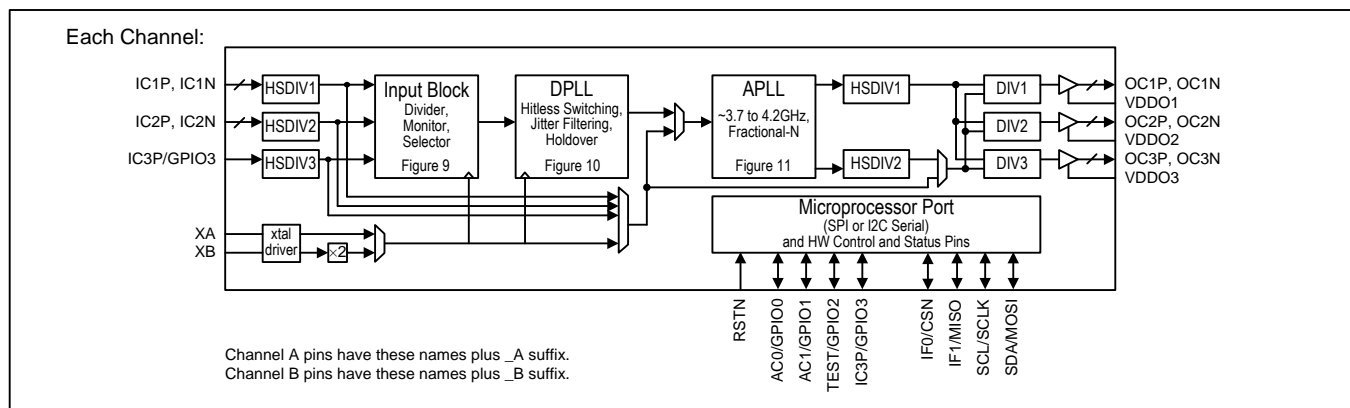 Each Channel:
IC1P, IC1N
IC2P, IC2N
IC3P/GPIO3
XA
XB
HSDIV1
HSDIV2
HSDIV3
xtal
driver
×2
Input Block
Divider,
Monitor,
Selector
Figure 9
DPLL
Hitless Switching,
Jitter Filtering,
Holdover
Figure 10
APLL
~3.7 to 4.2GHz,
Fractional-N
Figure 11
HSDIV1
HSDIV2
DIV1
DIV2
DIV3
OC1P, OC1N
VDDO1
OC2P, OC2N
VDDO2
OC3P, OC3N
VDDO3
Microprocessor Port
(SPI or I2C Serial)
and HW Control and Status Pins
RSTN
AC0/GPIO0
AC1/GPIO1
TEST/GPIO2
IC3P/GPIO3
IF0/CSN
IF1/MISO
SCL/SCLK
SDA/MOSI
Channel A pins have these names plus _A suffix.
Channel B pins have these names plus _B suffix.